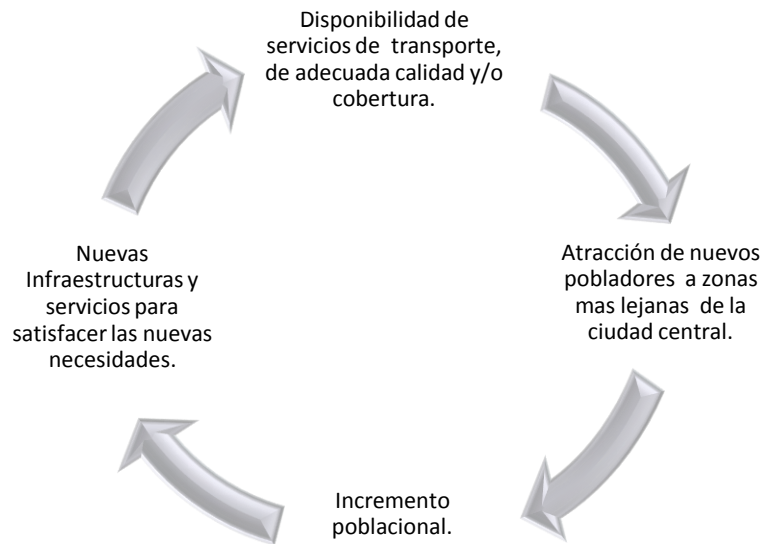 Disponibilidad de
servicios de transporte,
de adecuada calidad y/o
cobertura.
Atracción de nuevos
pobladores a zonas
mas lejanas de la
ciudad central.
Incremento
poblacional.
Nuevas
Infraestructuras y
servicios para
satisfacer las nuevas
necesidades.